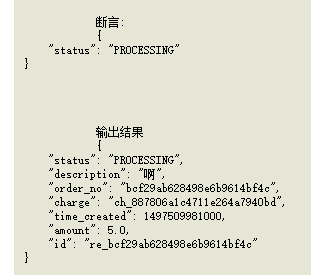 断言:
{
"status": "PROCESSING"
}
输出结果
{
"status": "PROCESSING",
"description": "啊",
"order_no": "bcf29ab628498e6b9614bf4c",
"charge": "ch_887806a1c4711e264a7940bd",
"time_created": 1497509981000,
"amount": 5.0,
"id": "re_bcf29ab628498e6b9614bf4c"
}